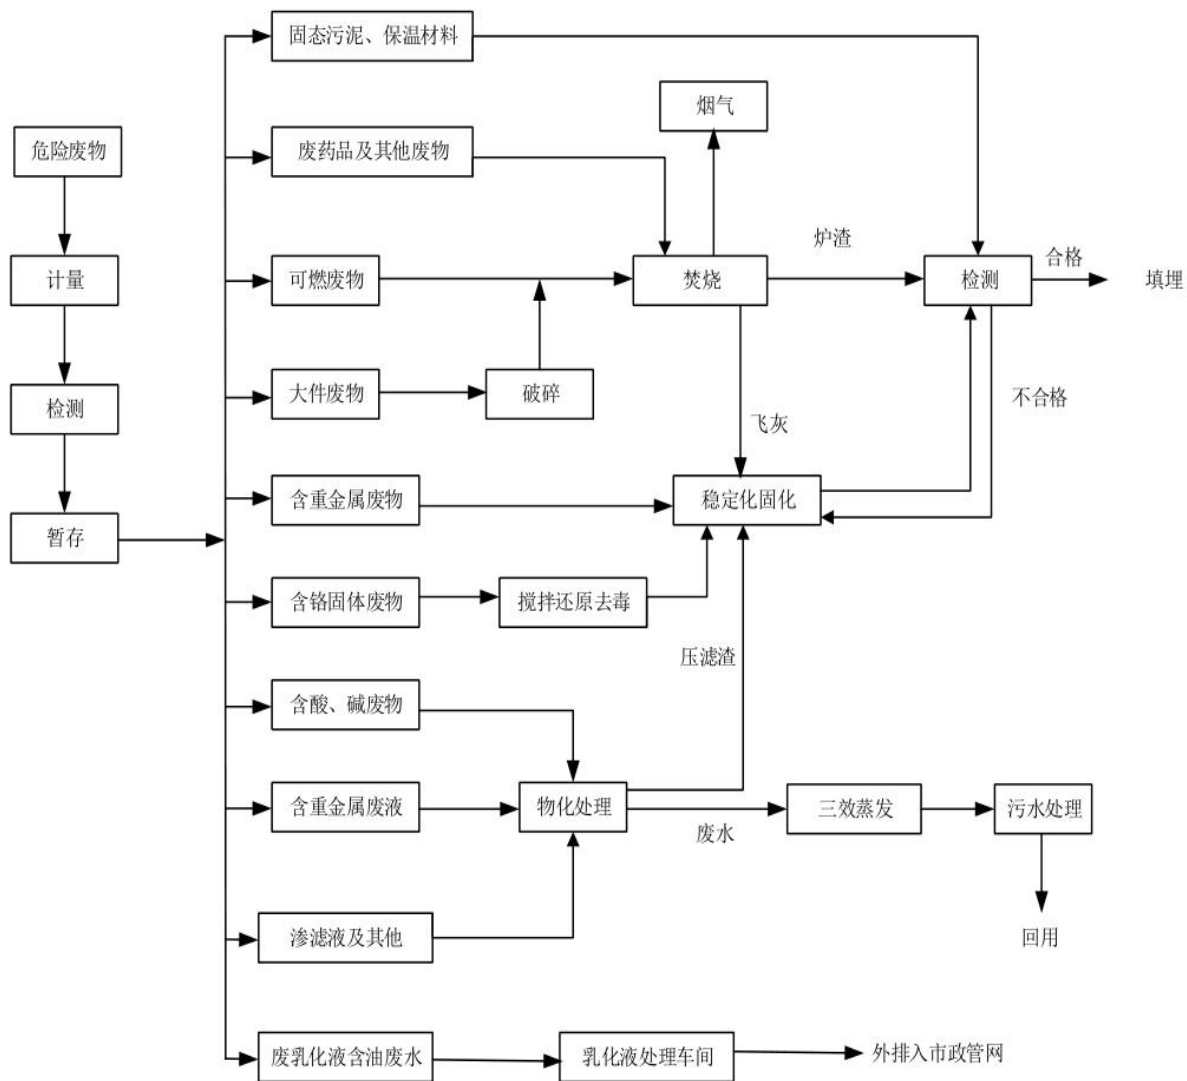 固态污泥、保温材料
烟气
危险废物
废药品及其他废物
炉渣
合格
计量
可燃废物
焚烧
检测
填埋
检测
大件废物
破碎
不合格
飞灰
暂存
含重金属废物
稳定化固化
含铬固体废物
搅拌还原去毒
压滤渣
含酸、碱废物
含重金属废液
物化处理
废水
三效蒸发
污水处理
渗滤液及其他
回用
废乳化液含油废水
乳化液处理车间
外排入市政管网